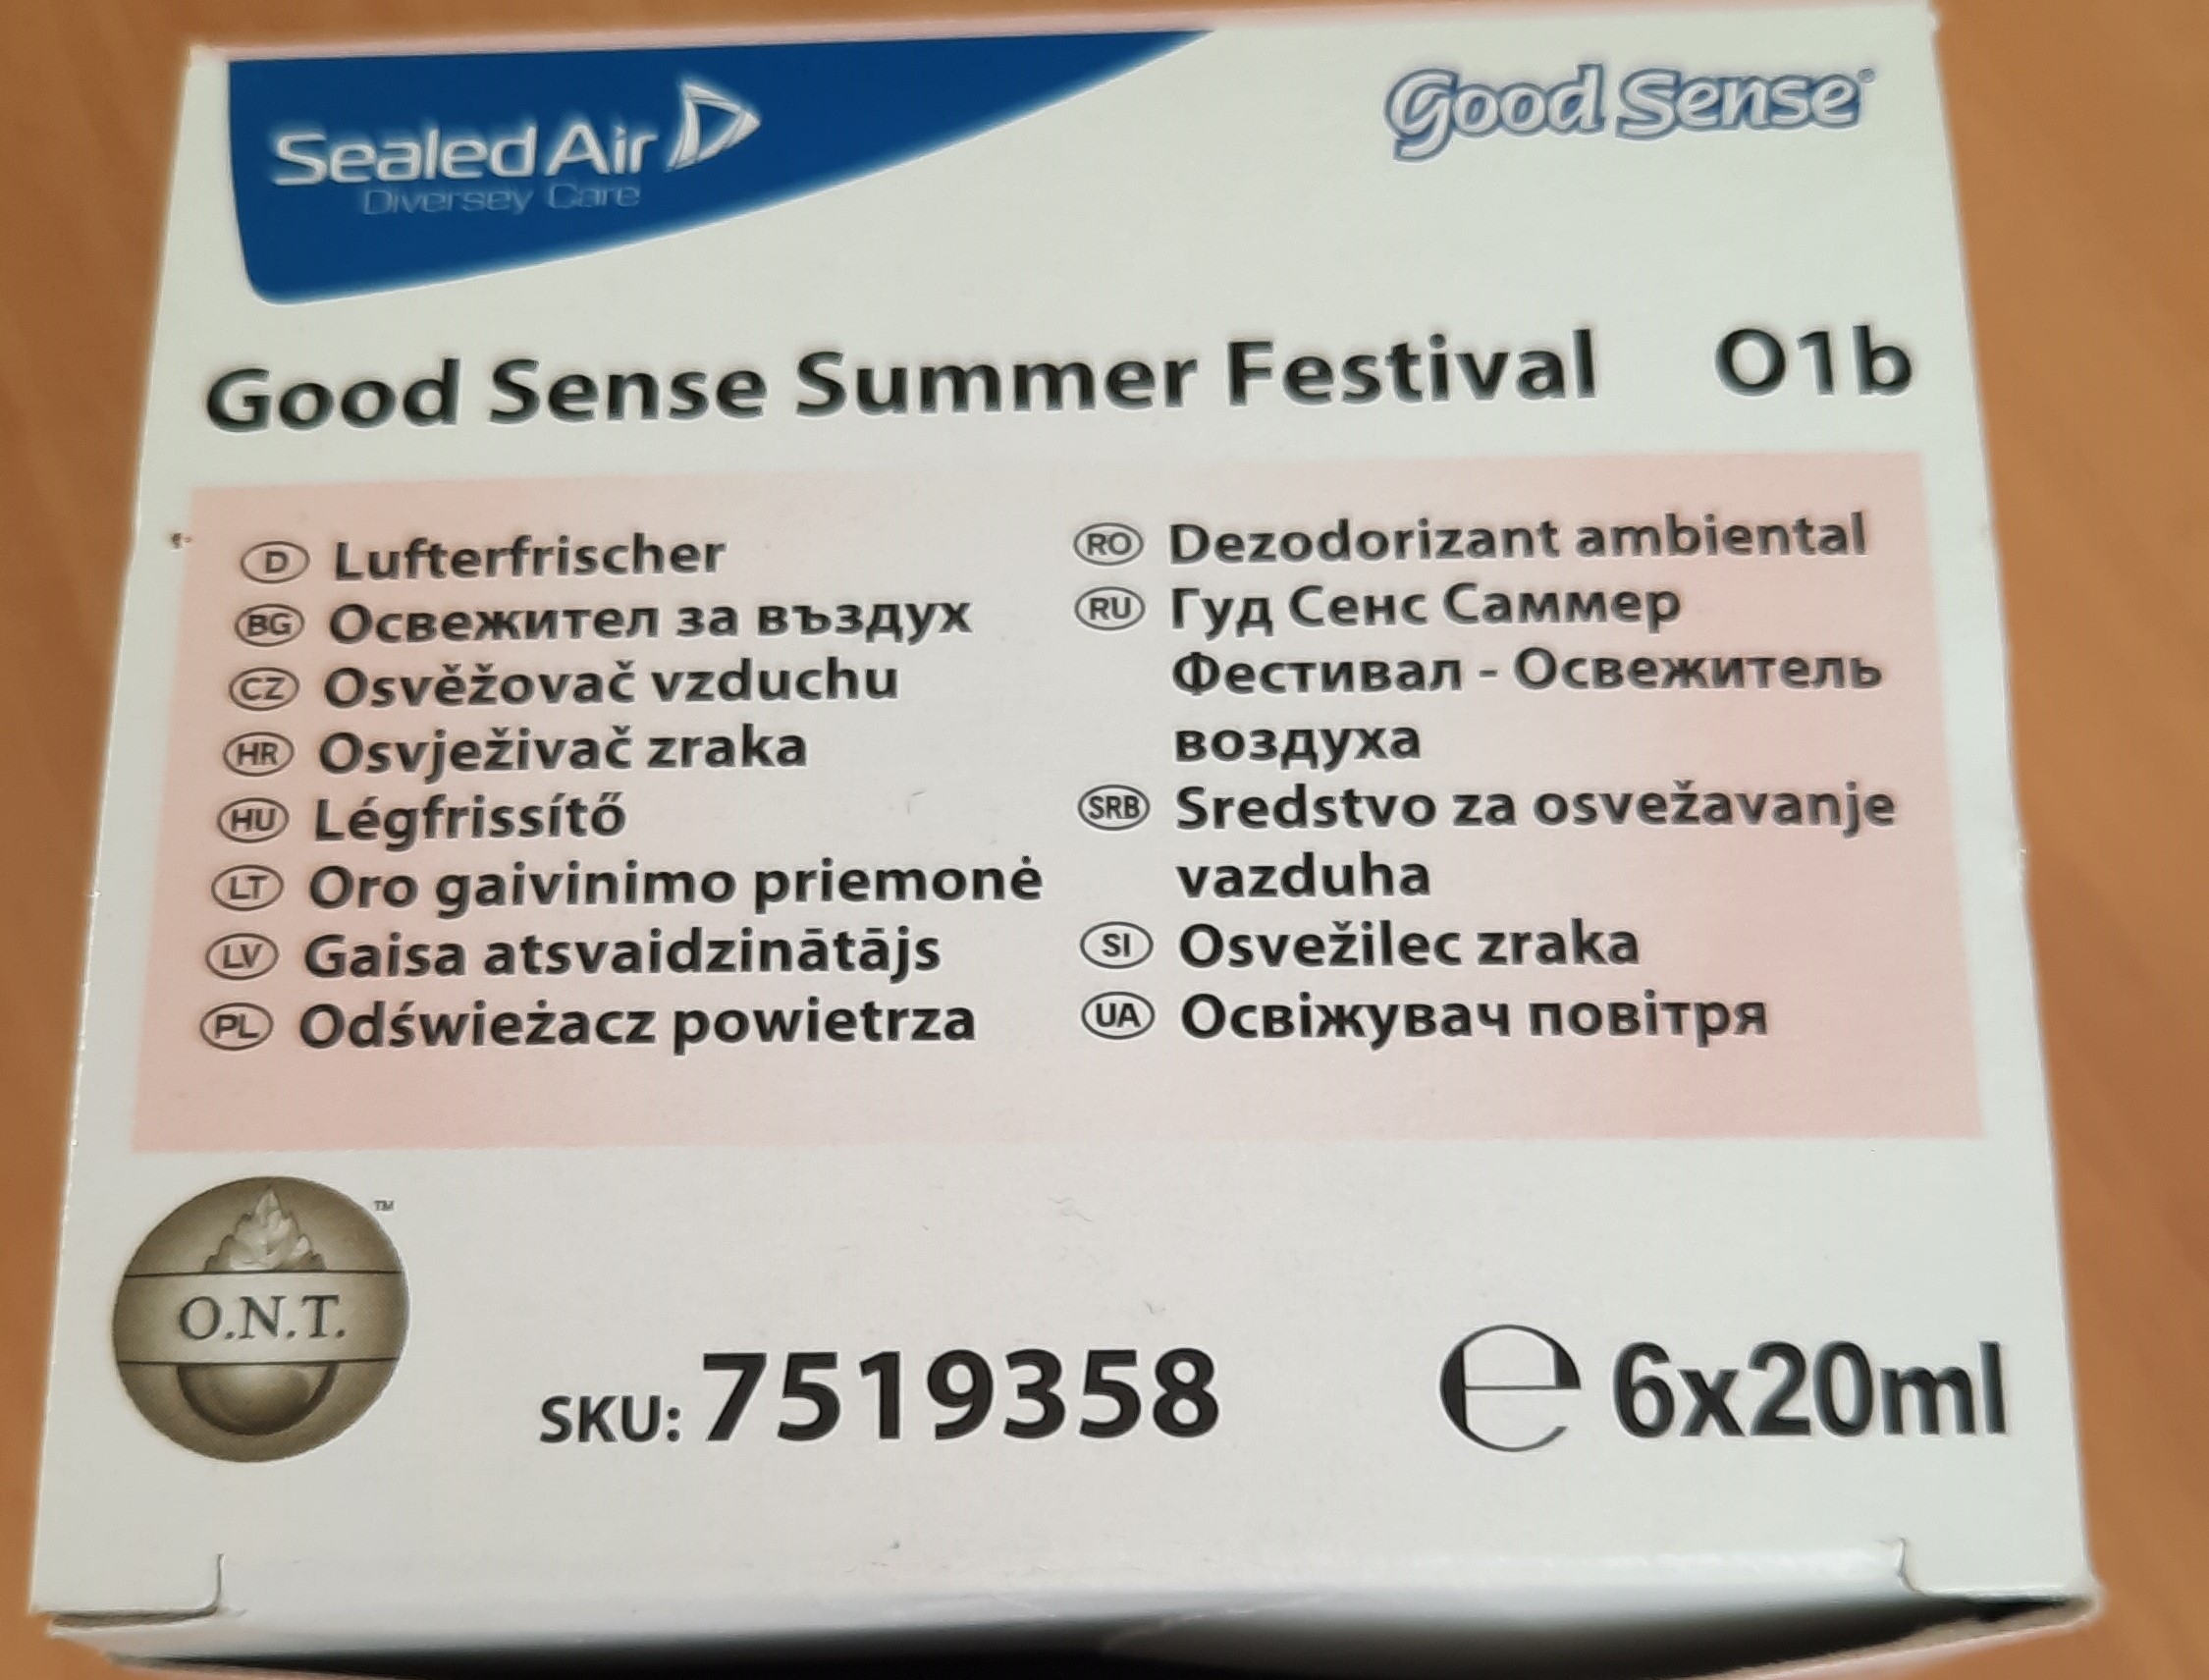 Sealed Air
Diversey Care
Good Sense®
Good Sense Summer Festival O1b
D Lufterfrischer
BG Освежител за въздух
CZ Osvěžovač vzduchu
HR Osvježivač zraka
HU Légfrissítő
LT Oro gaivinimo priemonė
LV Gaisa atsvaidzinātājs
PL Odświeżacz powietrza
RO Dezodorizant ambiental
RU Гуд Сенс Саммер
Фестивал - Освежитель
воздуха
SRB Sredstvo za osvežavanje
vazduha
SI Osvežilec zraka
UA Освіжувач повітря
O.N.T.
™
SKU: 7519358
℮ 6x20ml